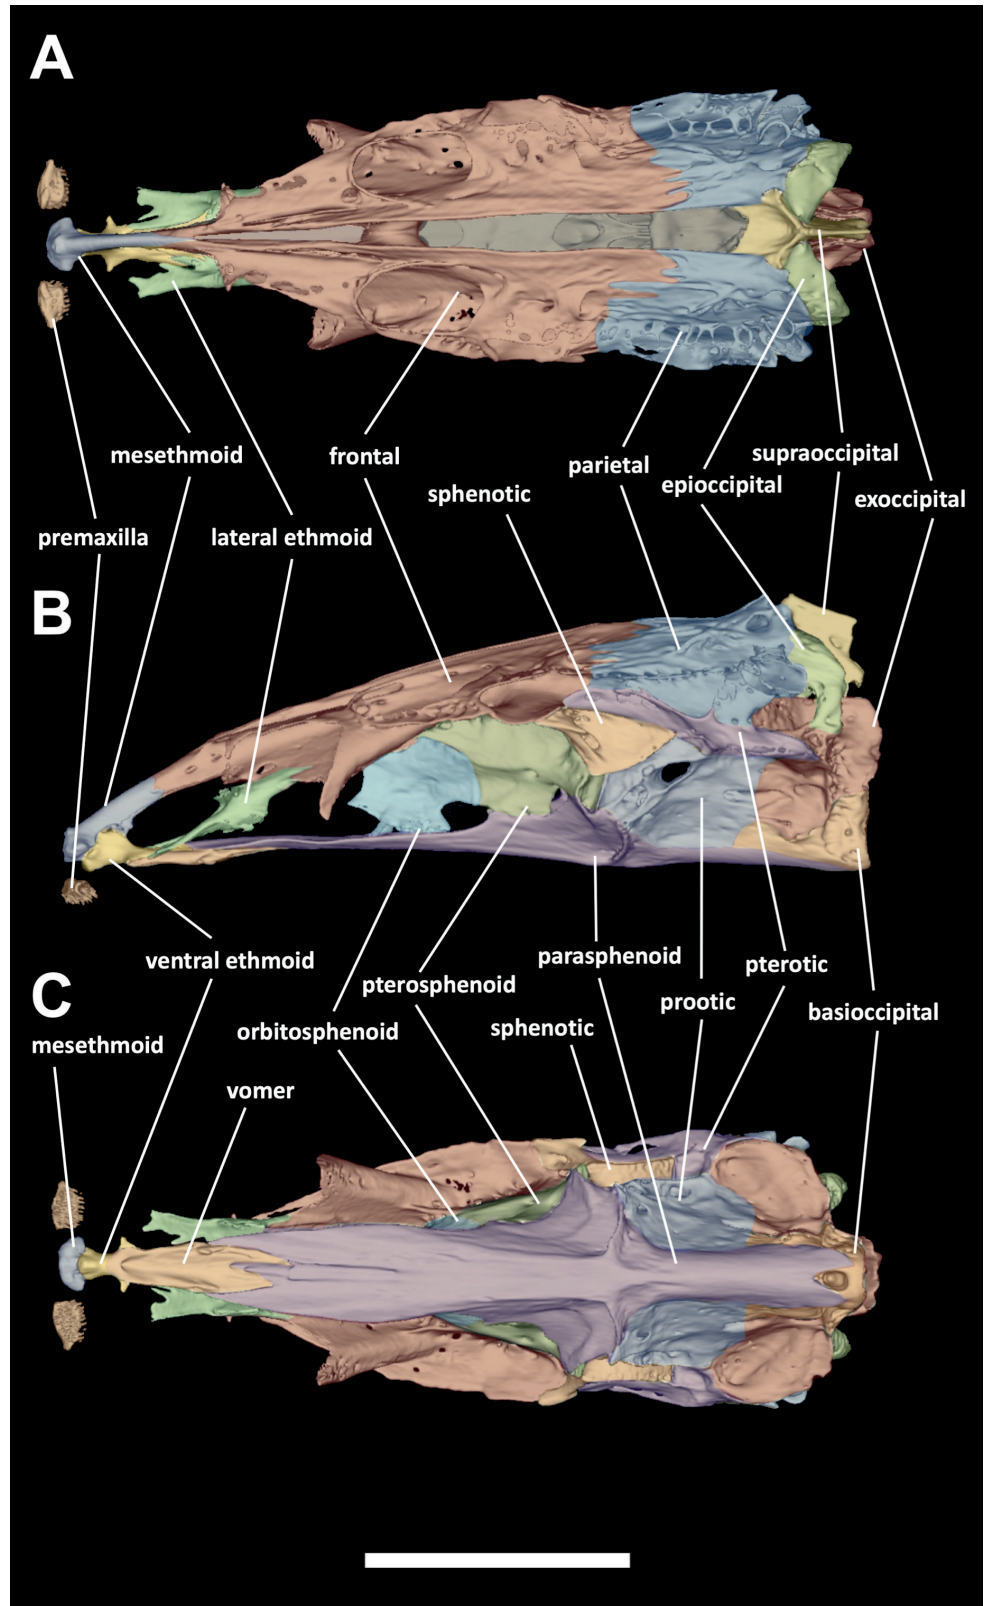 A
mesethmoid
frontal
parietal
supraoccipital
sphenotic
epioccipital
exoccipital
premaxilla
lateral ethmoid
B
ventral ethmoid
parasphenoid
pterotic
C
pterosphenoid
prootic
basioccipital
orbitosphenoid
sphenotic
mesethmoid
vomer